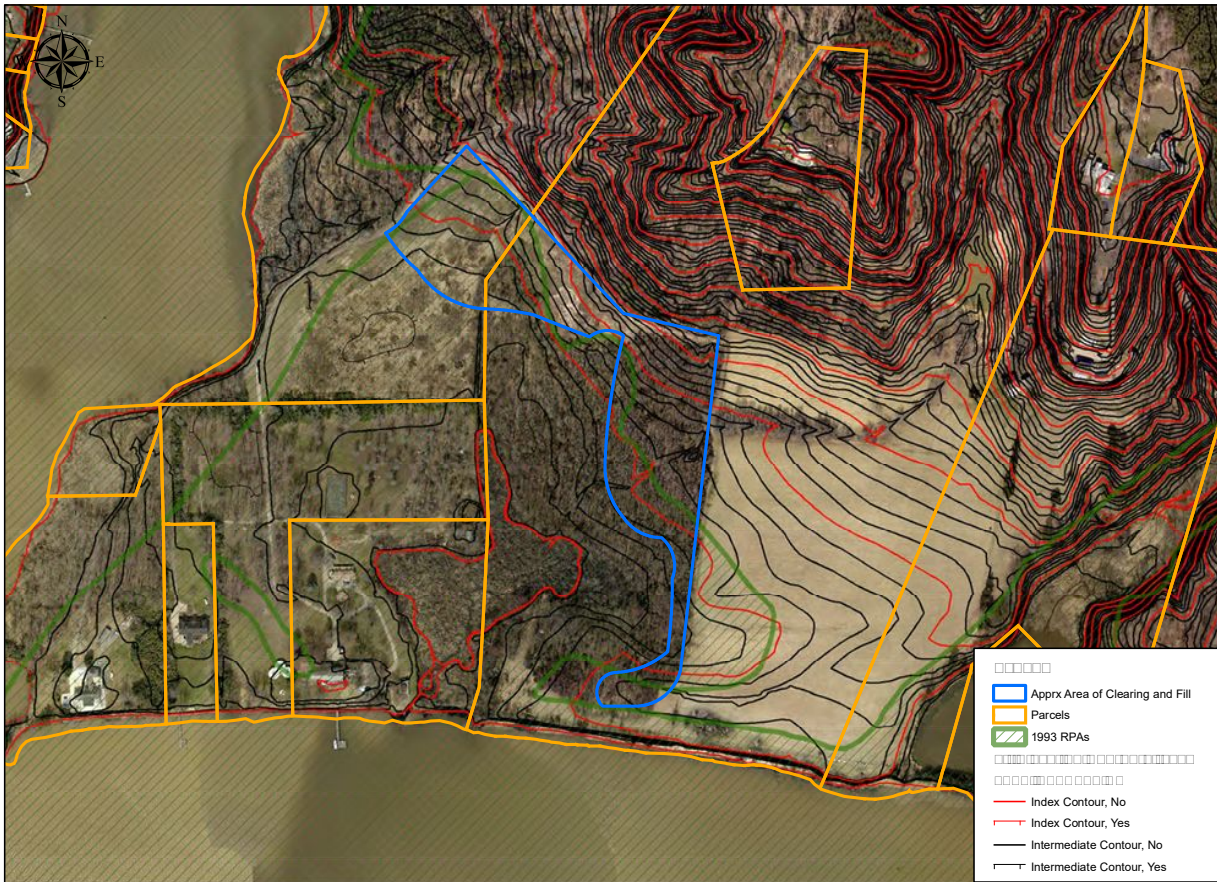 N
E
S
Apprx Area of Clearing and Fill
Parcels
1993 RPAs
Index Contour, No
Index Contour, Yes
Intermediate Contour, No
Intermediate Contour, Yes